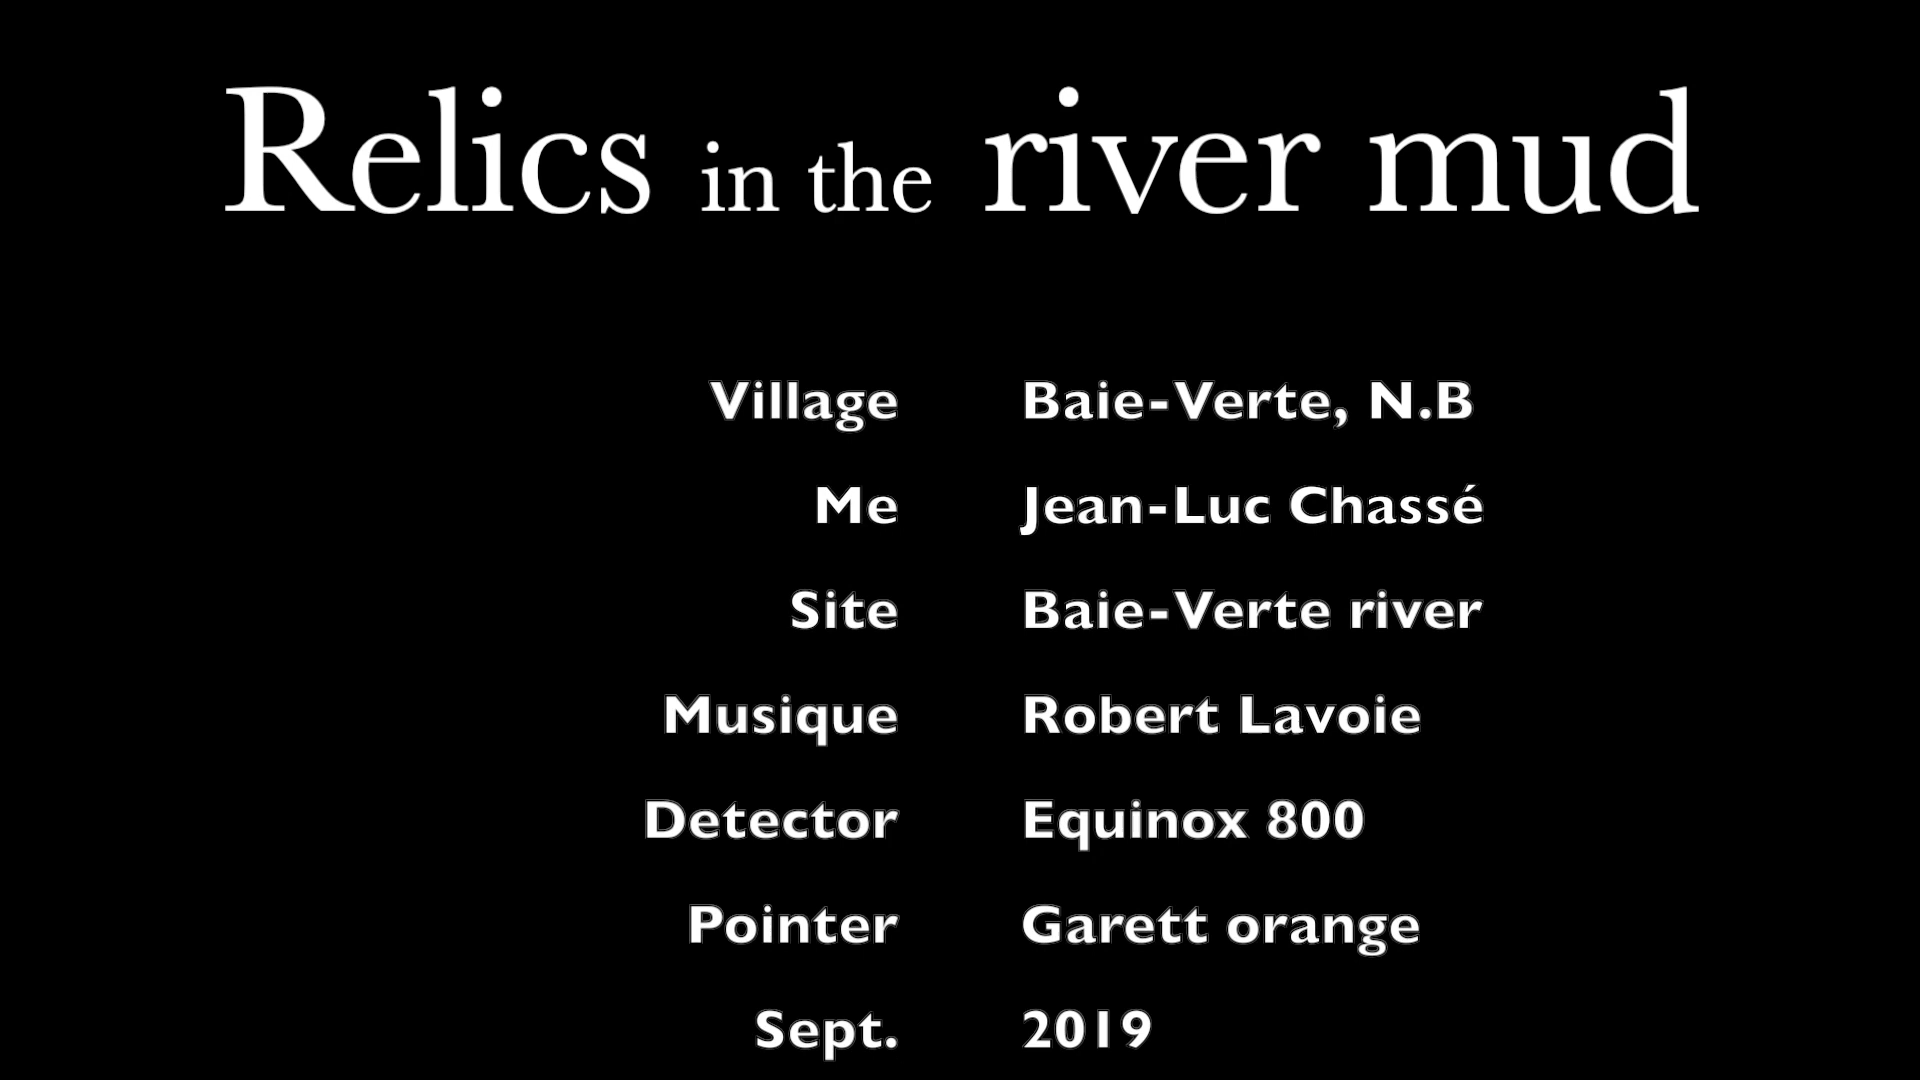 Relics in the river mud
Village Baie-Verte, N.B
Me Jean-Luc Chassé
Site Baie-Verte river
Musique Robert Lavoie
Detector Equinox 800
Pointer Garett orange
Sept. 2019